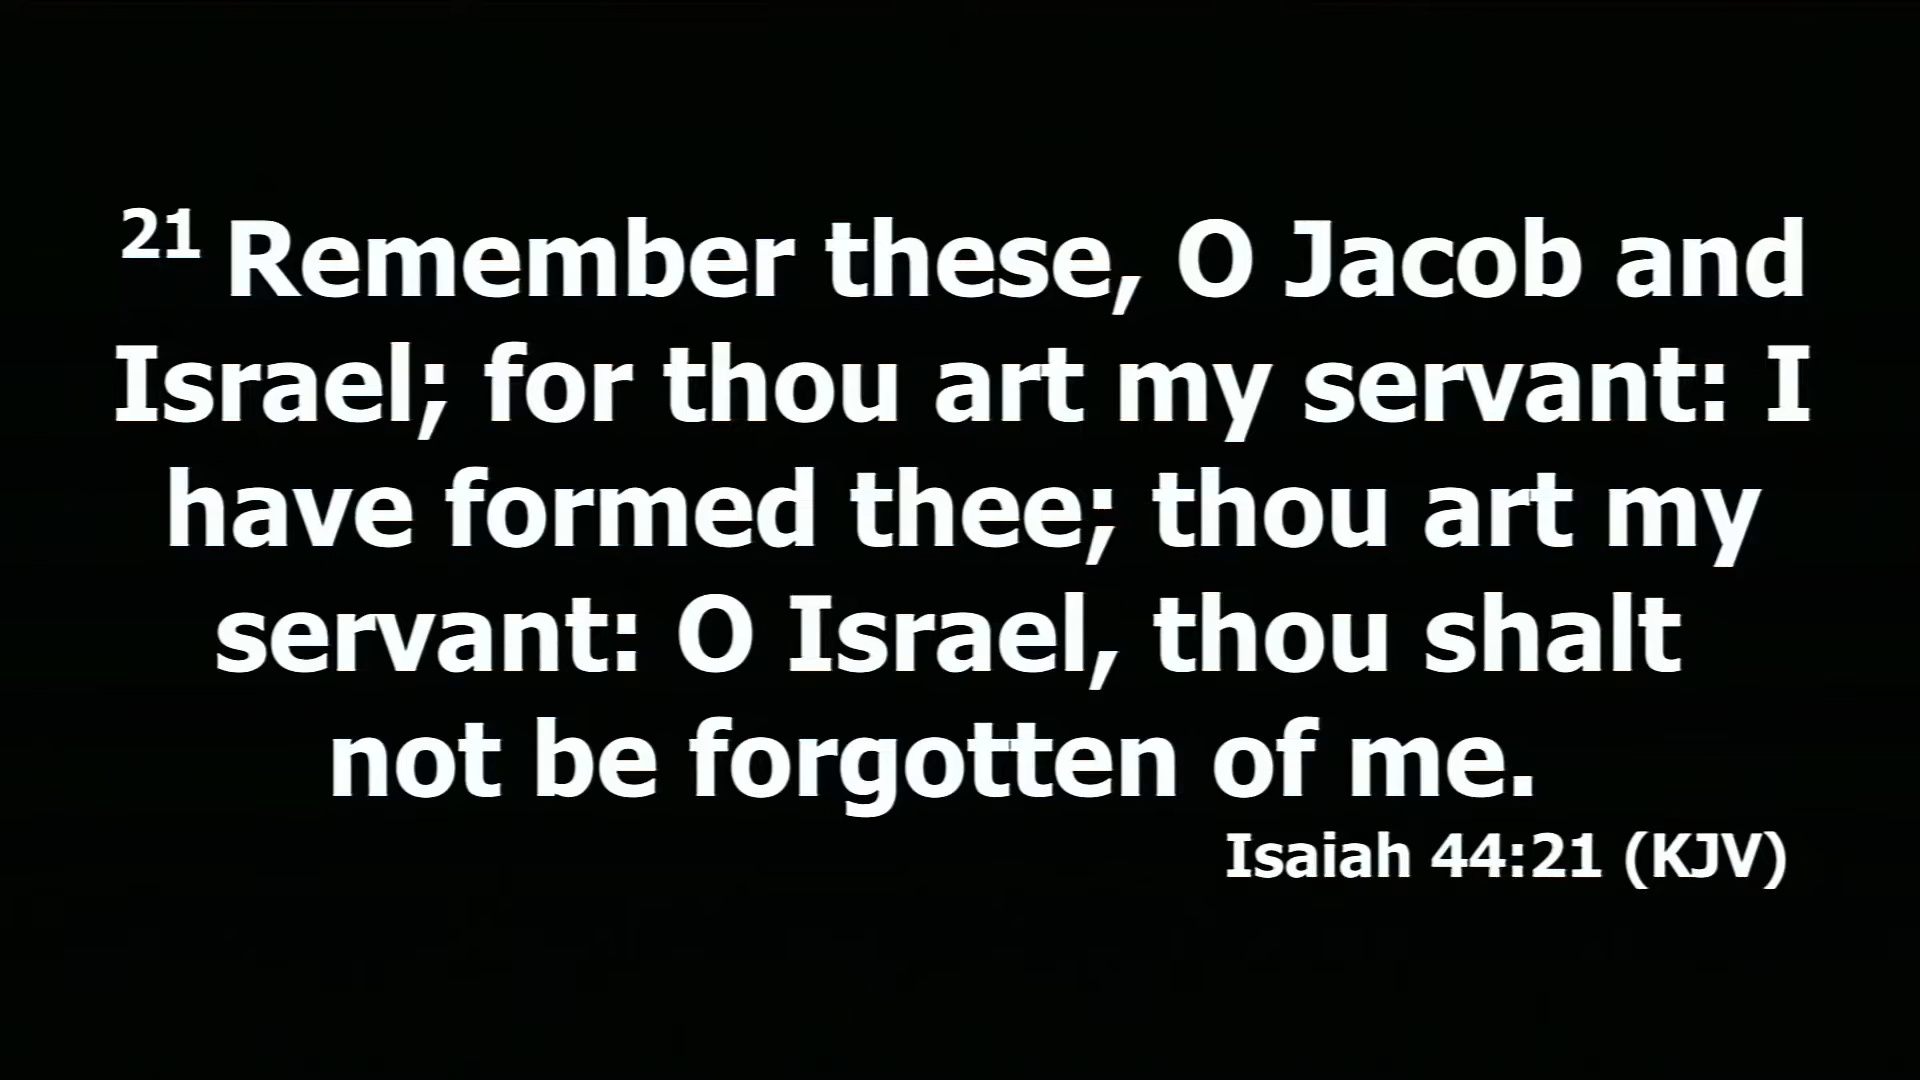 21 Remember these, O Jacob and
Israel; for thou art my servant: I
have formed thee; thou art my
servant: O Israel, thou shalt
not be forgotten of me.
Isaiah 44:21 (KJV)